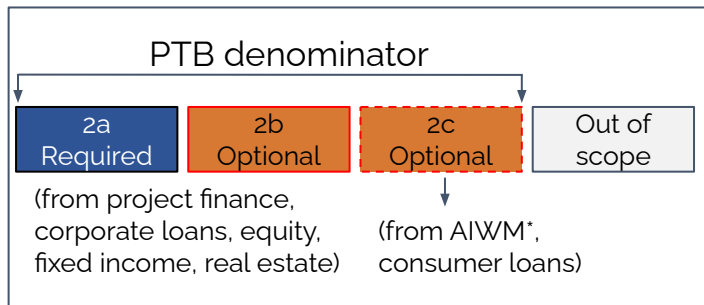 PTB denominator
2a
Required
2b
Optional
2c
Optional
Out of
scope
(from project finance,
corporate loans, equity,
fixed income, real estate)
(from AIWM*,
consumer loans)